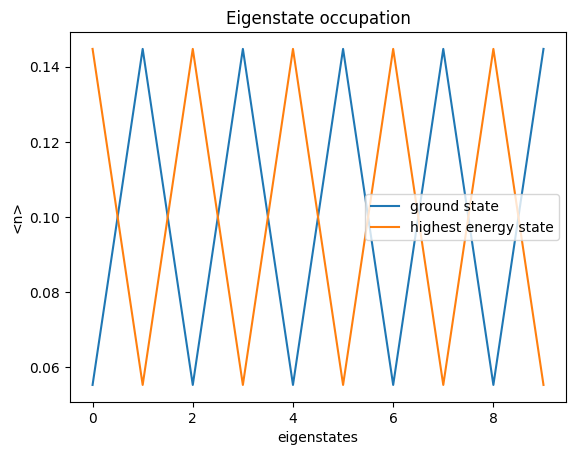 Eigenstate occupation
<n>
0.14
0.12
0.10
0.08
0.06
ground state
highest energy state
0 2 4 6 8
eigenstates